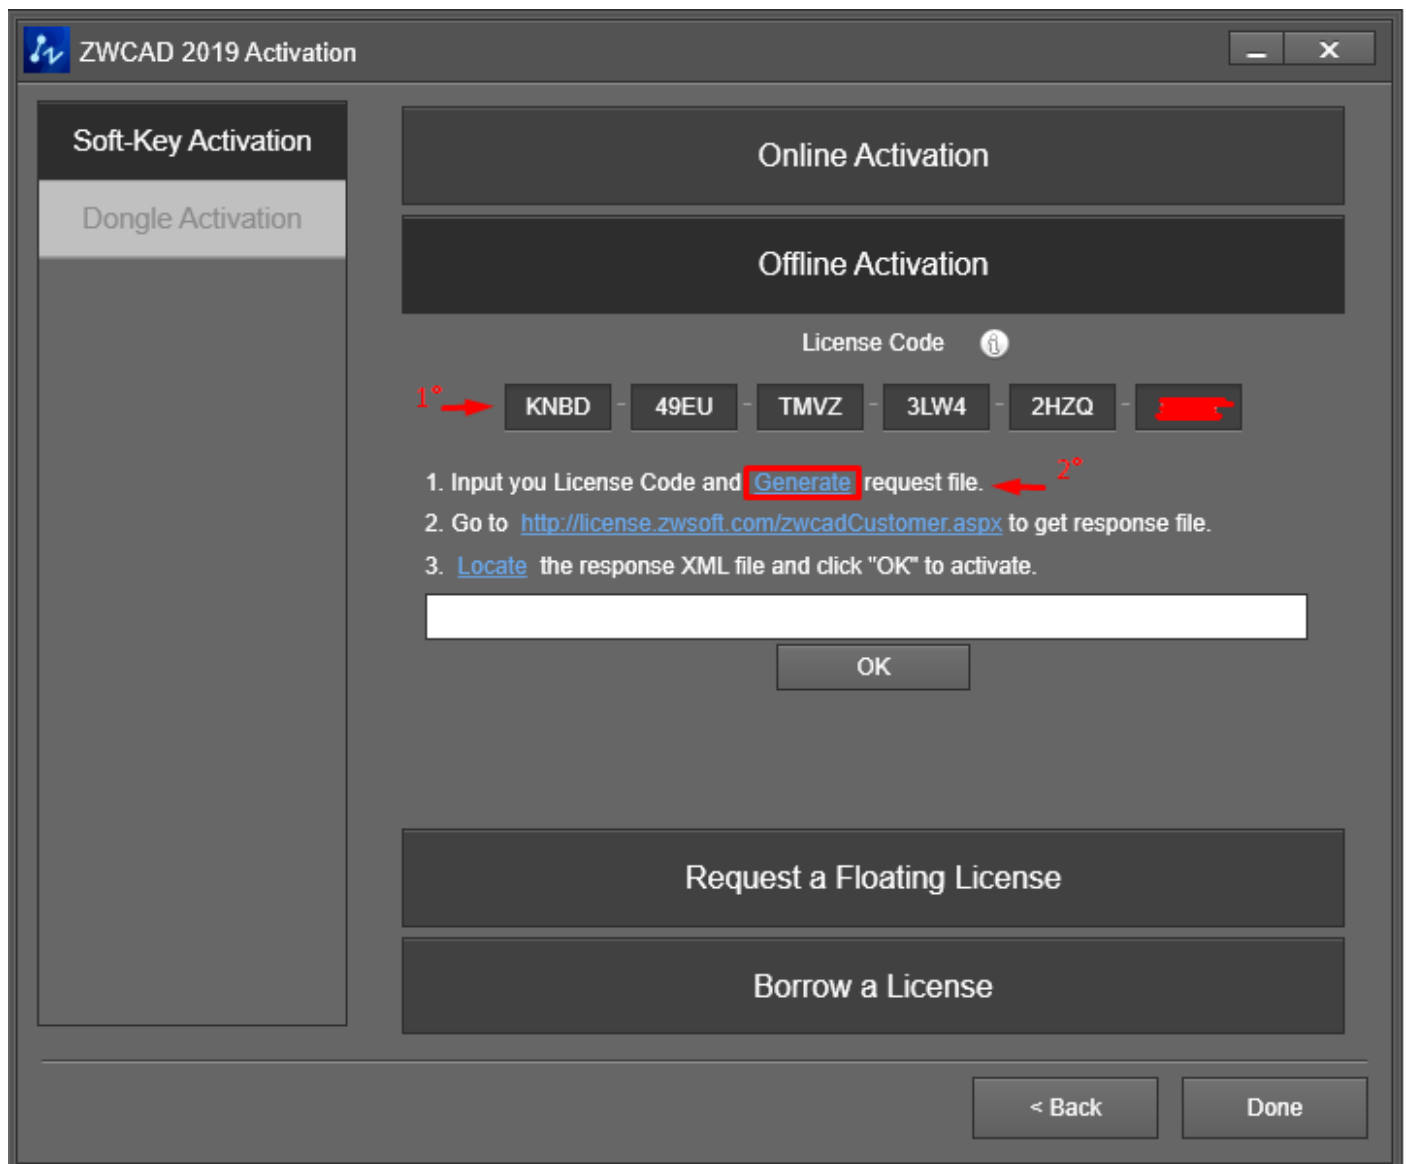 ZWCAD 2019 Activation
Soft-Key Activation
Dongle Activation
Online Activation
Offline Activation
License Code
1° KNBD - 49EU - TMVZ - 3LW4 - 2HZQ -
1. Input you License Code and Generate request file. 2°
2. Go to http://license.zwsoft.com/zwcadCustomer.aspx to get response file.
3. Locate the response XML file and click "OK" to activate.
OK
Request a Floating License
Borrow a License
< Back
Done